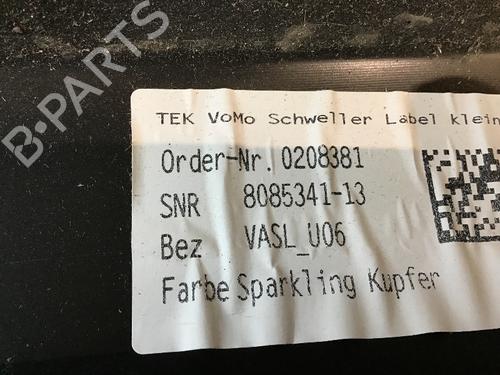 B-PARTS
TEK VoMo Schweller Label klein
Order-Nr. 0208381
SNR 8085341-13
Bez VASL_U06
Farbe Sparkling Kupfer